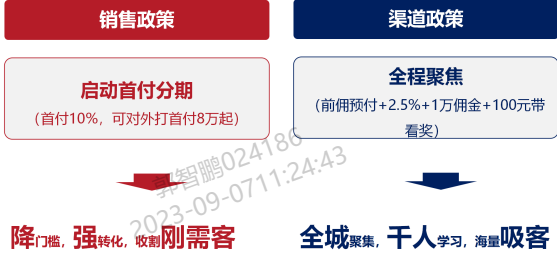 销售政策
启动首付分期
（首付10%，可对外打首付8万起）
降门槛，强转化，收割刚需客
渠道政策
全程聚焦
（前佣预付+2.5%+1万佣金+100元带
看奖）
全城聚焦，千人学习，海量吸客
郭智鹏024186
2023-09-0711:24:43